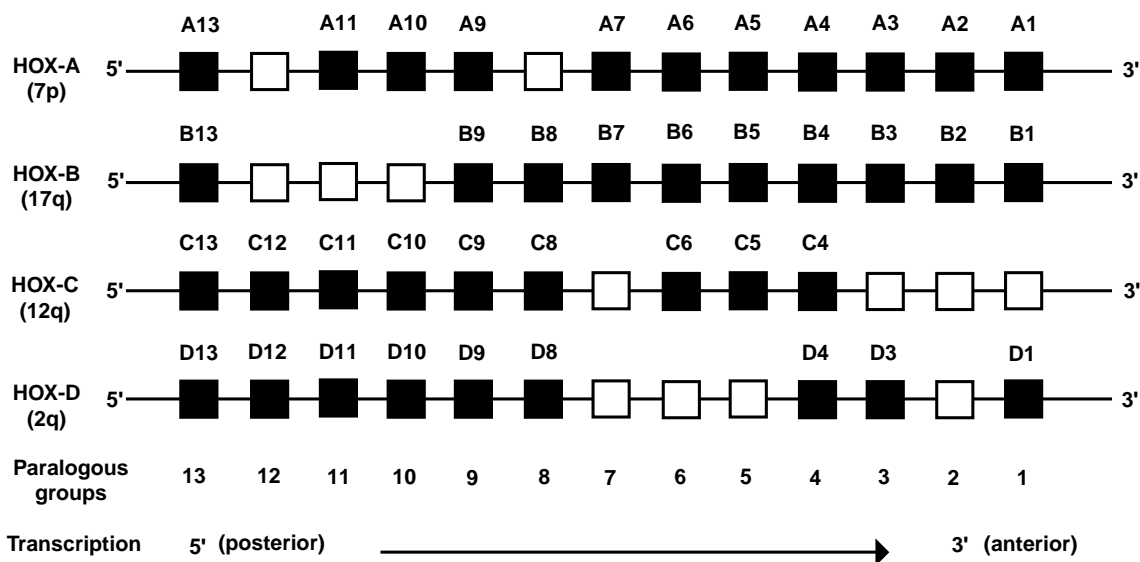 A13 A11 A10 A9 A7 A6 A5 A4 A3 A2 A1
HOX-A 5' 3'
(7p)
B13 B9 B8 B7 B6 B5 B4 B3 B2 B1
HOX-B 5' 3'
(17q)
C13 C12 C11 C10 C9 C8 C6 C5 C4
HOX-C 5' 3'
(12q)
D13 D12 D11 D10 D9 D8 D4 D3 D1
HOX-D 5' 3'
(2q)
Paralogous
groups 13 12 11 10 9 8 7 6 5 4 3 2 1
Transcription 5' (posterior) 3' (anterior)